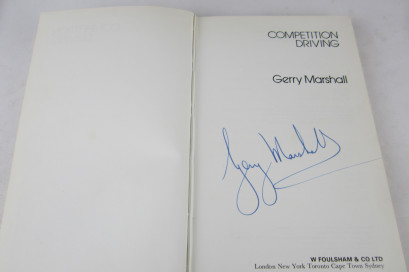 COMPETITION
DRIVING
Gerry Marshall
Gerry Marshall
W FOULSHAM & CO LTD
London New York Toronto Cape Town Sydney